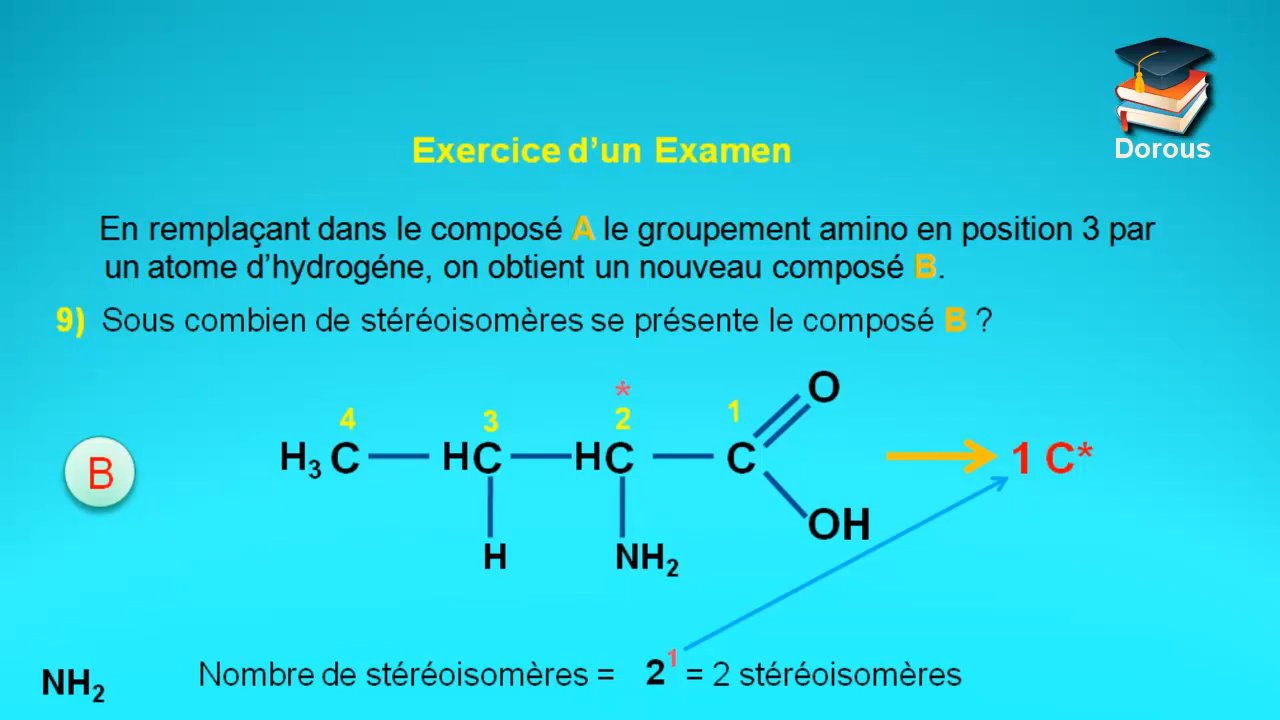 Dorous
Exercice d’un Examen
En remplaçant dans le composé A le groupement amino en position 3 par
un atome d’hydrogéne, on obtient un nouveau composé B.
9) Sous combien de stéréoisomères se présente le composé B ?
O
*
4 3 2 1
B
H₃C HC HC C
1 C*
OH
H NH₂
NH₂
Nombre de stéréoisomères = 2¹ = 2 stéréoisomères